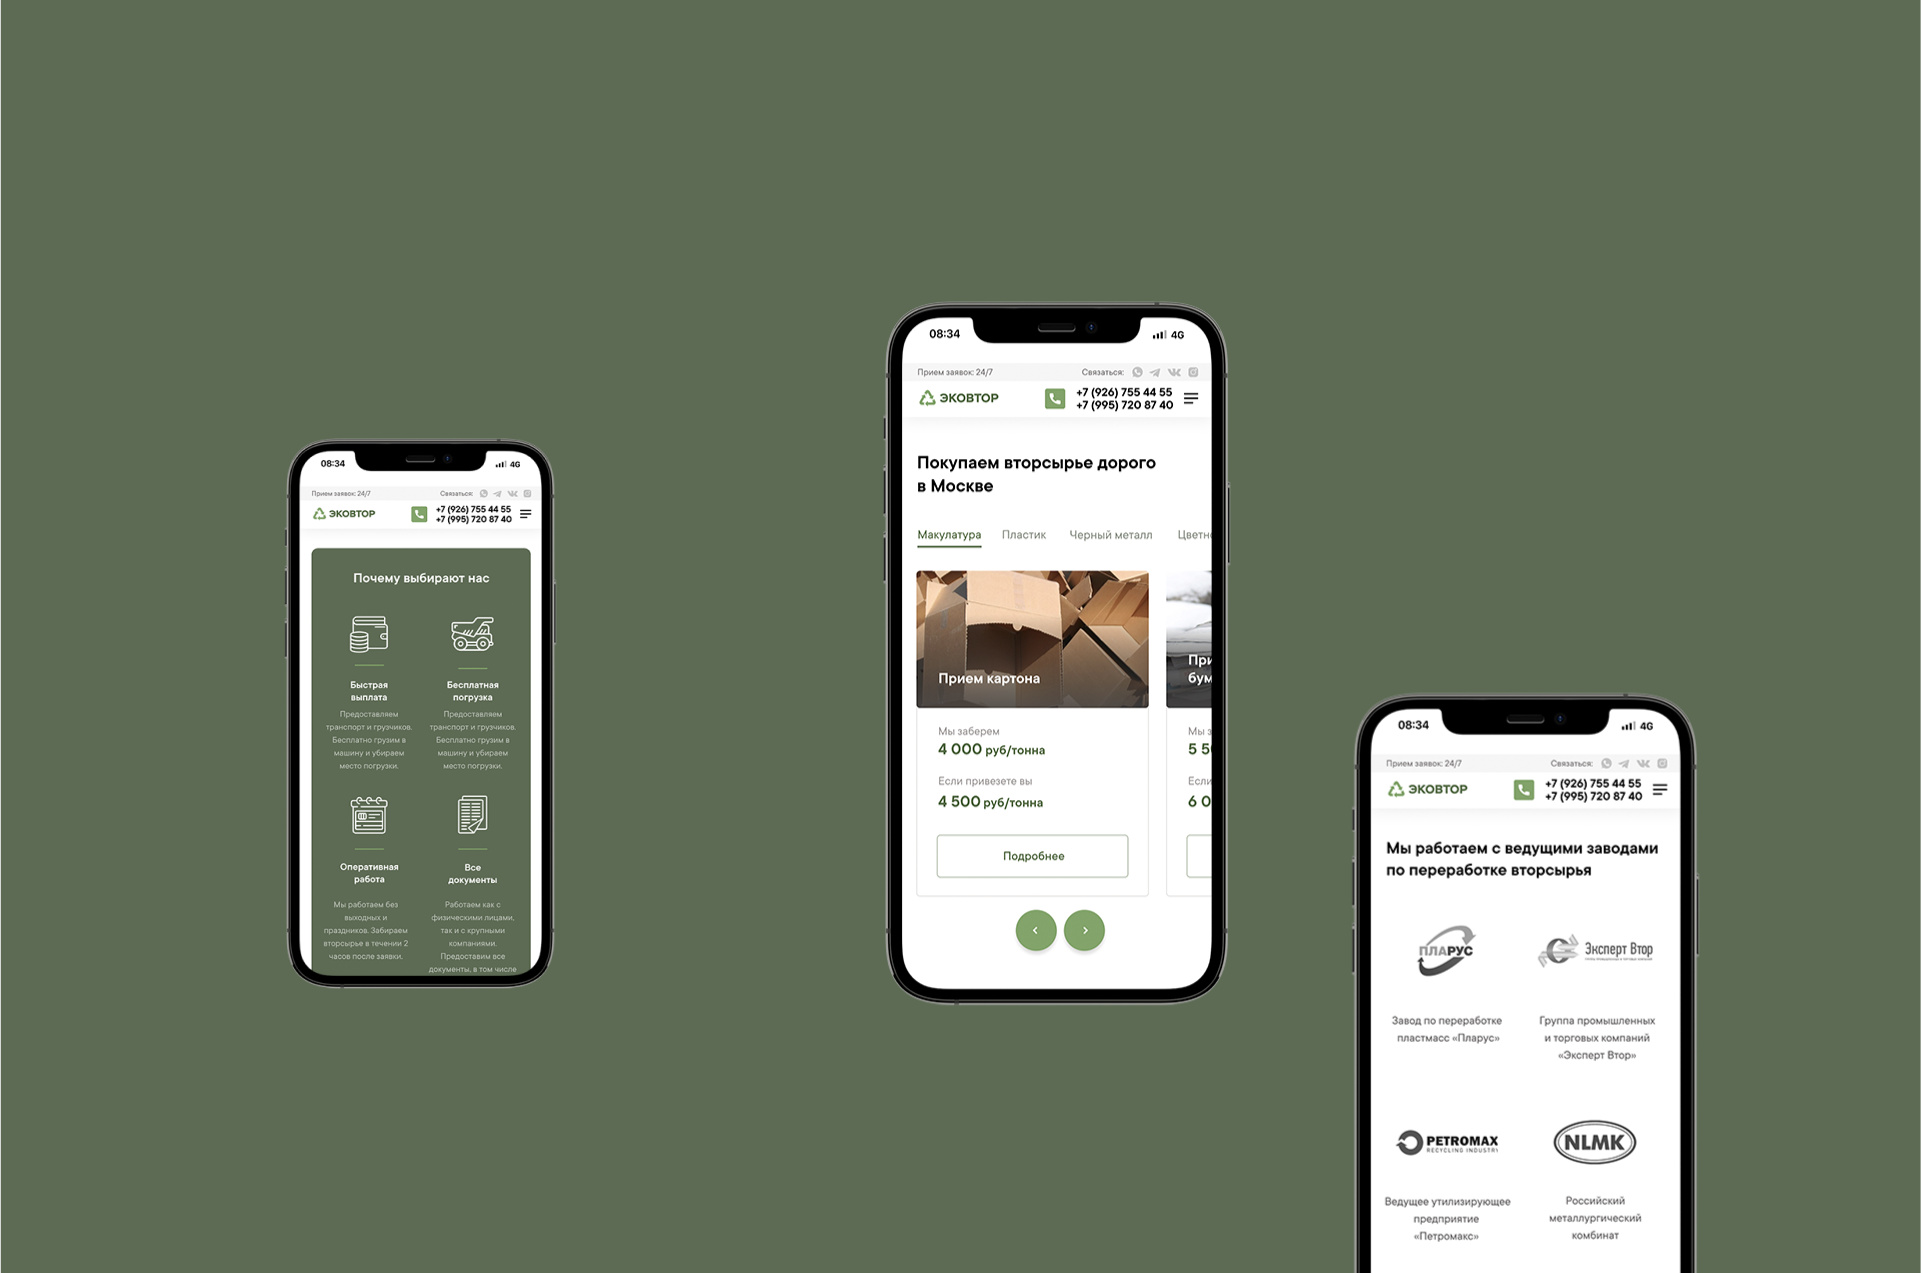 08:34
4G
Прием заявок: 24/7
Связаться:
ЭКОВТОР
+7 (926) 755 44 55
+7 (995) 720 87 40
Почему выбирают нас
Быстрая
выплата
Предоставляем
транспорт и грузчиков.
Бесплатно грузим в
машину и убираем
место погрузки.
Бесплатная
погрузка
Предоставляем
транспорт и грузчиков.
Бесплатно грузим в
машину и убираем
место погрузки.
Оперативная
работа
Мы работаем без
выходных и
праздников. Забираем
вторсырье в течении 2
часов после заявки.
Все
документы
Работаем как с
физическими лицами,
так и с крупными
компаниями.
Предоставим все
документы, в том числе
08:34
4G
Прием заявок: 24/7
Связаться:
ЭКОВТОР
+7 (926) 755 44 55
+7 (995) 720 87 40
Покупаем вторсырье дорого
в Москве
Макулатура Пластик Черный металл Цветн
Прием картона
Мы заберем
4 000 руб/тонна
Если привезете вы
4 500 руб/тонна
Подробнее
При
бум
Мы з
5 5
Если
6 0
08:34
4G
Прием заявок: 24/7
Связаться:
ЭКОВТОР
+7 (926) 755 44 55
+7 (995) 720 87 40
Мы работаем с ведущими заводами
по переработке вторсырья
ПЛАРУС
Завод по переработке
пластмасс «Пларус»
Эксперт Втор
Группа промышленных
и торговых компаний
«Эксперт Втор»
PETROMAX
RECYCLING INDUSTRY
Ведущее утилизирующее
предприятие
«Петромакс»
NLMK
Российский
металлургический
комбинат